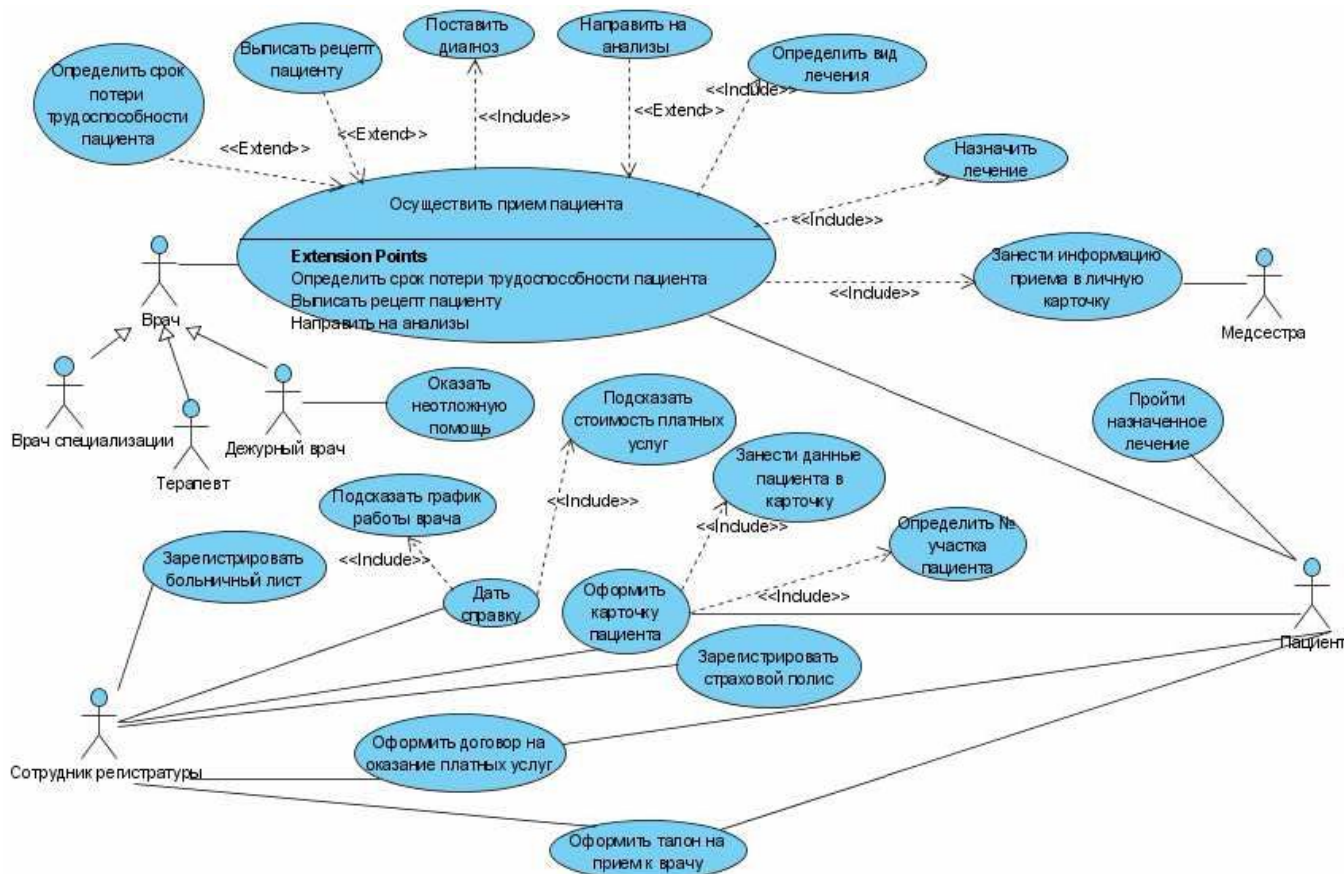 Поставить
диагноз
Направить на
анализы
Выписать рецепт
пациенту
Определить вид
лечения
Определить срок
потери
трудоспособности
пациента
<<Include>>
<<Extend>>
<<Include>>
<<Extend>>
<<Extend>>
Назначить
лечение
Осуществить прием пациента
<<Include>>
Extension Points
Определить срок потери трудоспособности пациента
Выписать рецепт пациенту
Направить на анализы
Занести информацию
приема в личную
карточку
<<Include>>
Врач
Медсестра
Оказать
неотложную
помощь
Подсказать
стоимость платных
услуг
Пройти
назначенное
лечение
Врач специализации
Дежурный врач
Терапевт
Занести данные
пациента в
карточку
Подсказать график
работы врача
<<Include>>
<<Include>>
Определить №
участка
пациента
Зарегистрировать
больничный лист
<<Include>>
Дать
справку
Оформить
карточку
пациента
<<Include>>
Пациент
Зарегистрировать
страховой полис
Оформить договор на
оказание платных услуг
Сотрудник регистратуры
Оформить талон на
прием к врачу